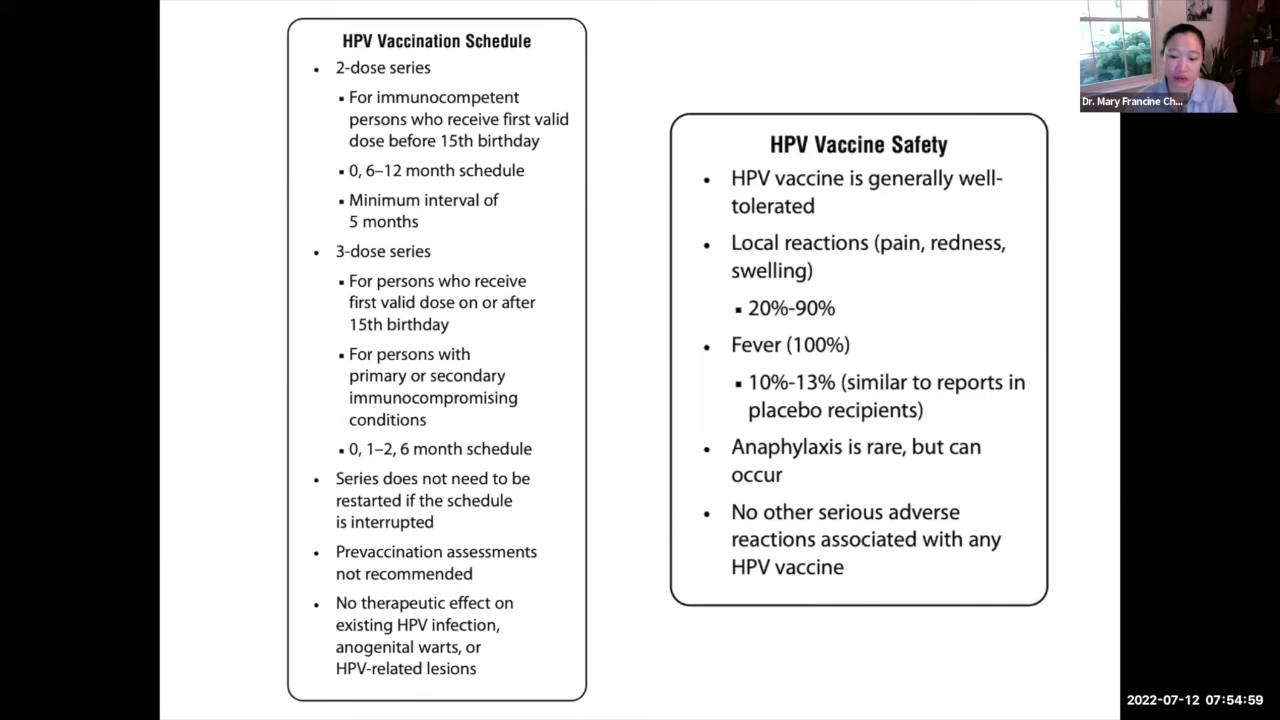 HPV Vaccination Schedule
• 2-dose series
▪ For immunocompetent
persons who receive first valid
dose before 15th birthday
▪ 0, 6–12 month schedule
▪ Minimum interval of
5 months
• 3-dose series
▪ For persons who receive
first valid dose on or after
15th birthday
▪ For persons with
primary or secondary
immunocompromising
conditions
▪ 0, 1–2, 6 month schedule
• Series does not need to be
restarted if the schedule
is interrupted
• Prevaccination assessments
not recommended
• No therapeutic effect on
existing HPV infection,
anogenital warts, or
HPV-related lesions
HPV Vaccine Safety
• HPV vaccine is generally well-
tolerated
• Local reactions (pain, redness,
swelling)
▪ 20%-90%
• Fever (100%)
▪ 10%-13% (similar to reports in
placebo recipients)
• Anaphylaxis is rare, but can
occur
• No other serious adverse
reactions associated with any
HPV vaccine
Dr. Mary Francine Ch...
2022-07-12 07:54:59